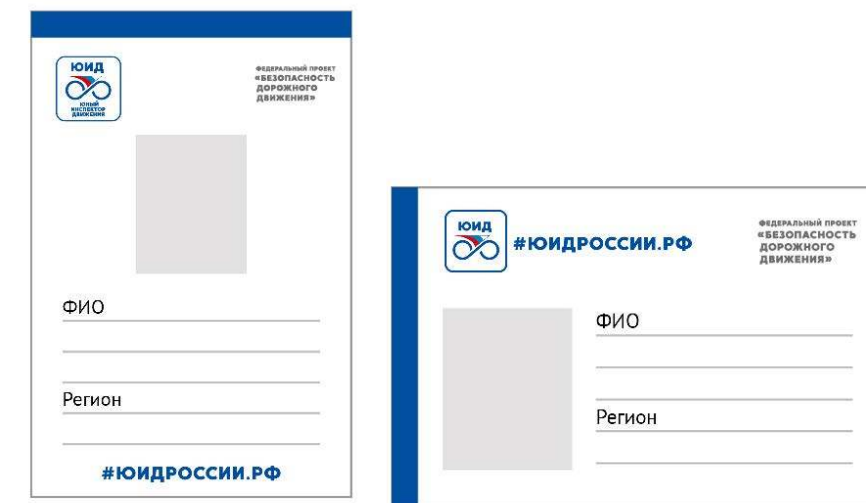 ЮИД
ЮНЫЙ
ИНСПЕКТОР
ДВИЖЕНИЯ
ФЕДЕРАЛЬНЫЙ ПРОЕКТ
«БЕЗОПАСНОСТЬ
ДОРОЖНОГО
ДВИЖЕНИЯ»
ФИО
Регион
#ЮИДРОССИИ.РФ
ЮИД
#ЮИДРОССИИ.РФ
ФЕДЕРАЛЬНЫЙ ПРОЕКТ
«БЕЗОПАСНОСТЬ
ДОРОЖНОГО
ДВИЖЕНИЯ»
ФИО
Регион